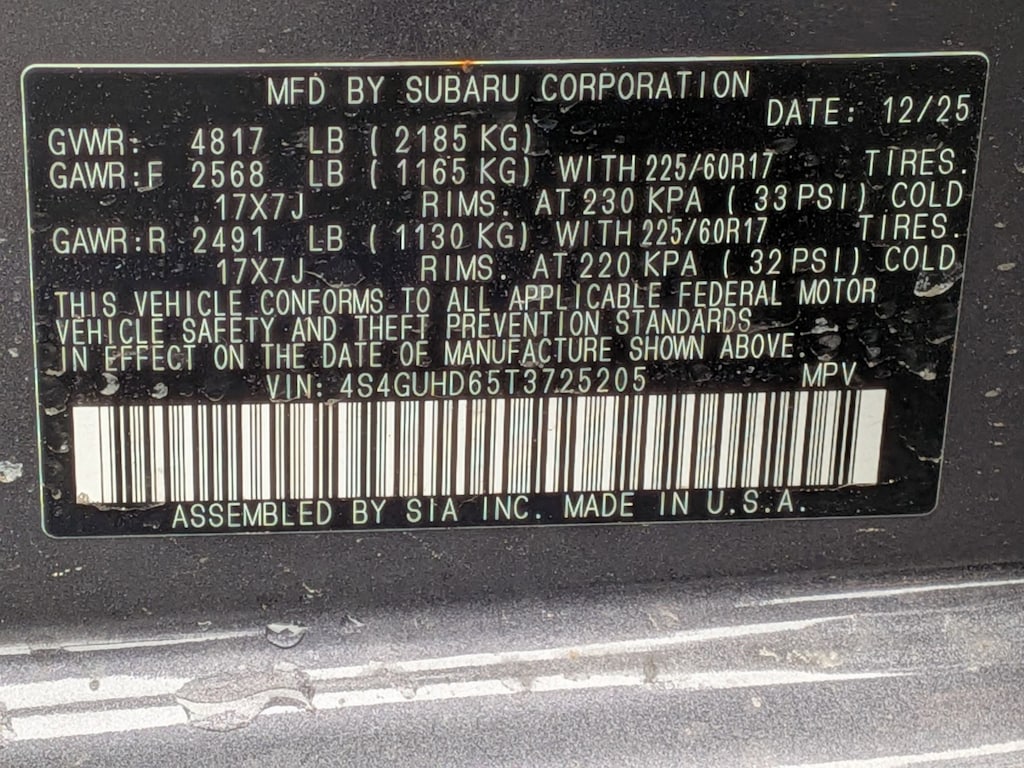 MFD BY SUBARU CORPORATION
DATE: 12/25
GVWR: 4817 LB ( 2185 KG)
GAWR:F 2568 LB ( 1165 KG) WITH 225/60R17 TIRES.
17X7J RIMS. AT 230 KPA ( 33 PSI) COLD
GAWR:R 2491 LB ( 1130 KG) WITH 225/60R17 TIRES.
17X7J RIMS. AT 220 KPA ( 32 PSI) COLD
THIS VEHICLE CONFORMS TO ALL APPLICABLE FEDERAL MOTOR
VEHICLE SAFETY AND THEFT PREVENTION STANDARDS
IN EFFECT ON THE DATE OF MANUFACTURE SHOWN ABOVE.
VIN: 4S4GUHD65T3725205 MPV
ASSEMBLED BY SIA INC. MADE IN U.S.A.